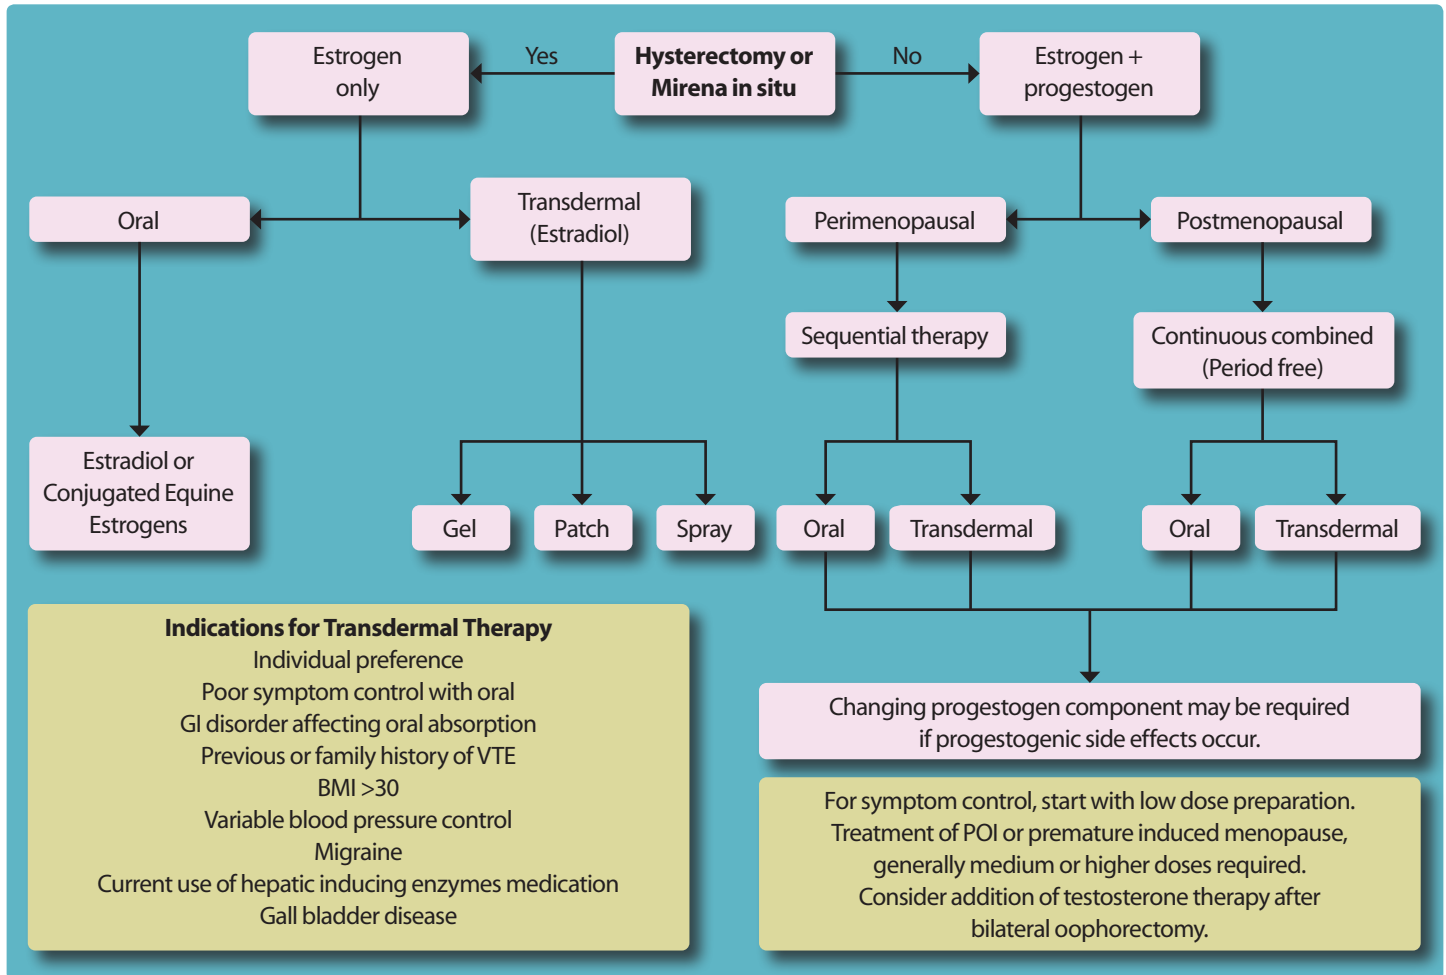 Estrogen
only
Yes
Hysterectomy or
Mirena in situ
No
Estrogen +
progestogen
Oral
Transdermal
(Estradiol)
Perimenopausal
Postmenopausal
Sequential therapy
Continuous combined
(Period free)
Estradiol or
Conjugated Equine
Estrogens
Gel
Patch
Spray
Oral
Transdermal
Oral
Transdermal
Indications for Transdermal Therapy
Individual preference
Poor symptom control with oral
GI disorder affecting oral absorption
Previous or family history of VTE
BMI >30
Variable blood pressure control
Migraine
Current use of hepatic inducing enzymes medication
Gall bladder disease
Changing progestogen component may be required
if progestogenic side effects occur.
For symptom control, start with low dose preparation.
Treatment of POI or premature induced menopause,
generally medium or higher doses required.
Consider addition of testosterone therapy after
bilateral oophorectomy.